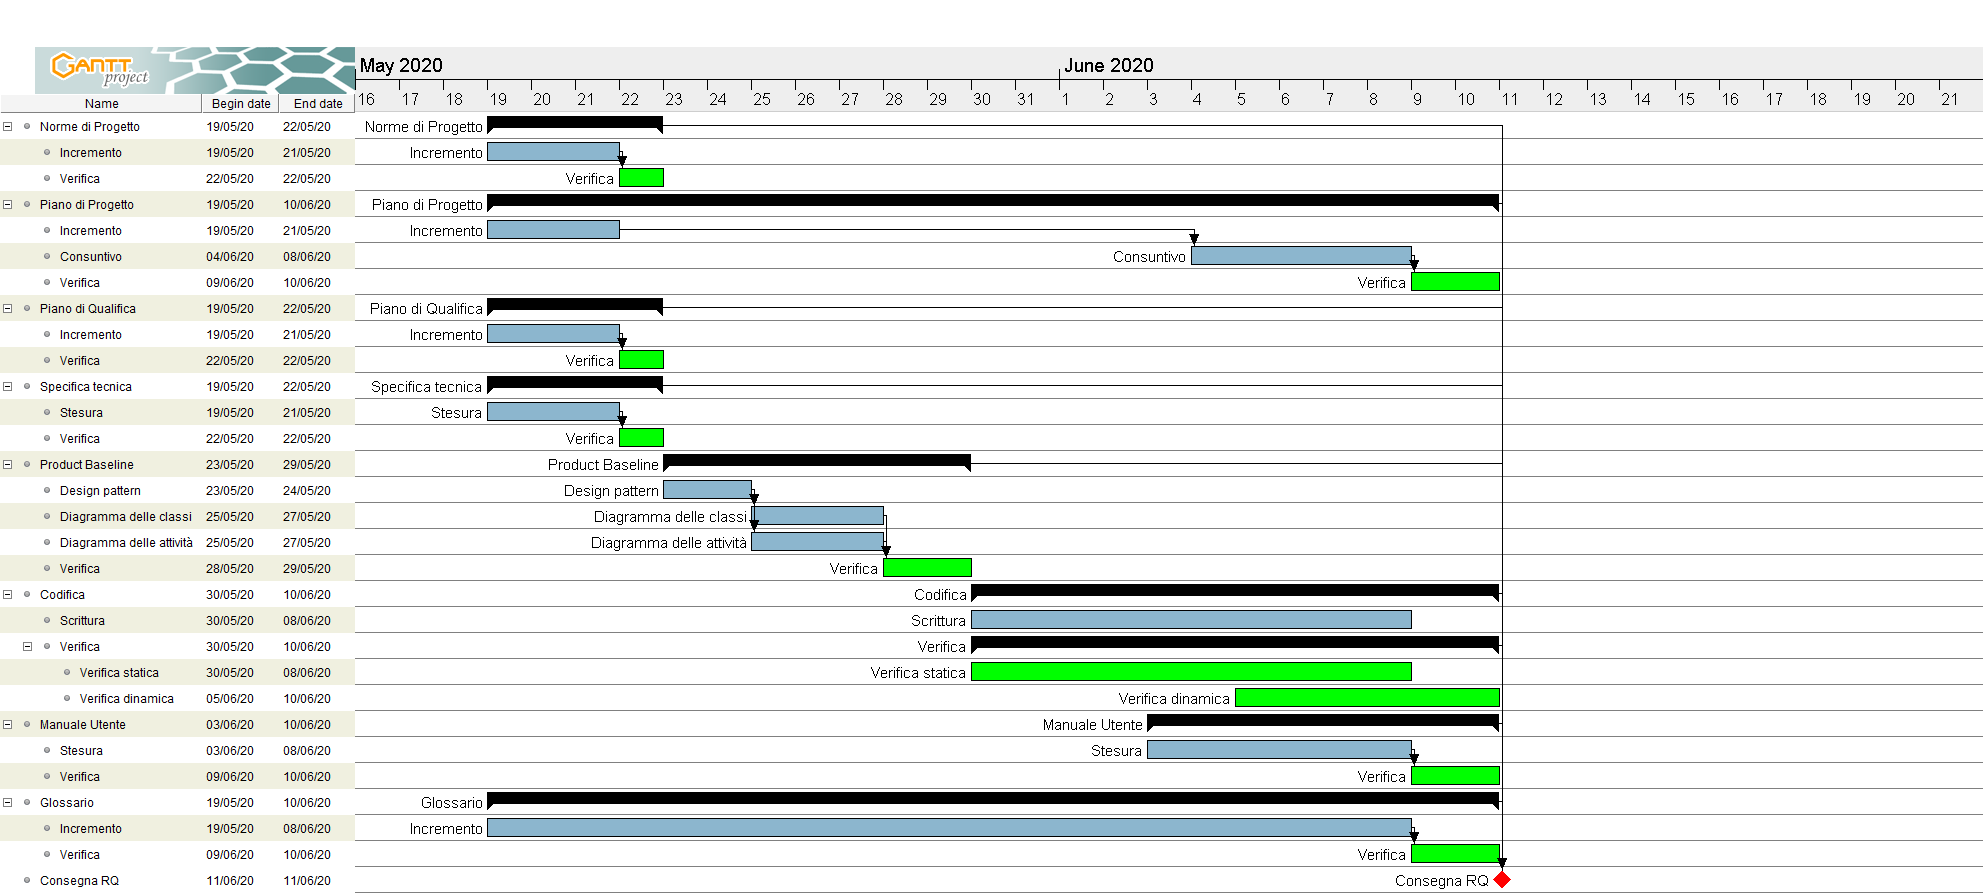 GANTT
project
May 2020
June 2020
Name Begin date End date
16 17 18 19 20 21 22 23 24 25 26 27 28 29 30 31 1 2 3 4 5 6 7 8 9 10 11 12 13 14 15 16 17 18 19 20 21
Norme di Progetto 19/05/20 22/05/20 Norme di Progetto
Incremento 19/05/20 21/05/20 Incremento
Verifica 22/05/20 22/05/20 Verifica
Piano di Progetto 19/05/20 10/06/20 Piano di Progetto
Incremento 19/05/20 21/05/20 Incremento
Consuntivo 04/06/20 08/06/20 Consuntivo
Verifica 09/06/20 10/06/20 Verifica
Piano di Qualifica 19/05/20 22/05/20 Piano di Qualifica
Incremento 19/05/20 21/05/20 Incremento
Verifica 22/05/20 22/05/20 Verifica
Specifica tecnica 19/05/20 22/05/20 Specifica tecnica
Stesura 19/05/20 21/05/20 Stesura
Verifica 22/05/20 22/05/20 Verifica
Product Baseline 23/05/20 29/05/20 Product Baseline
Design pattern 23/05/20 24/05/20 Design pattern
Diagramma delle classi 25/05/20 27/05/20 Diagramma delle classi
Diagramma delle attività 25/05/20 27/05/20 Diagramma delle attività
Verifica 28/05/20 29/05/20 Verifica
Codifica 30/05/20 10/06/20 Codifica
Scrittura 30/05/20 08/06/20 Scrittura
Verifica 30/05/20 10/06/20 Verifica
Verifica statica 30/05/20 08/06/20 Verifica statica
Verifica dinamica 05/06/20 10/06/20 Verifica dinamica
Manuale Utente 03/06/20 10/06/20 Manuale Utente
Stesura 03/06/20 08/06/20 Stesura
Verifica 09/06/20 10/06/20 Verifica
Glossario 19/05/20 10/06/20 Glossario
Incremento 19/05/20 08/06/20 Incremento
Verifica 09/06/20 10/06/20 Verifica
Consegna RQ 11/06/20 11/06/20 Consegna RQ